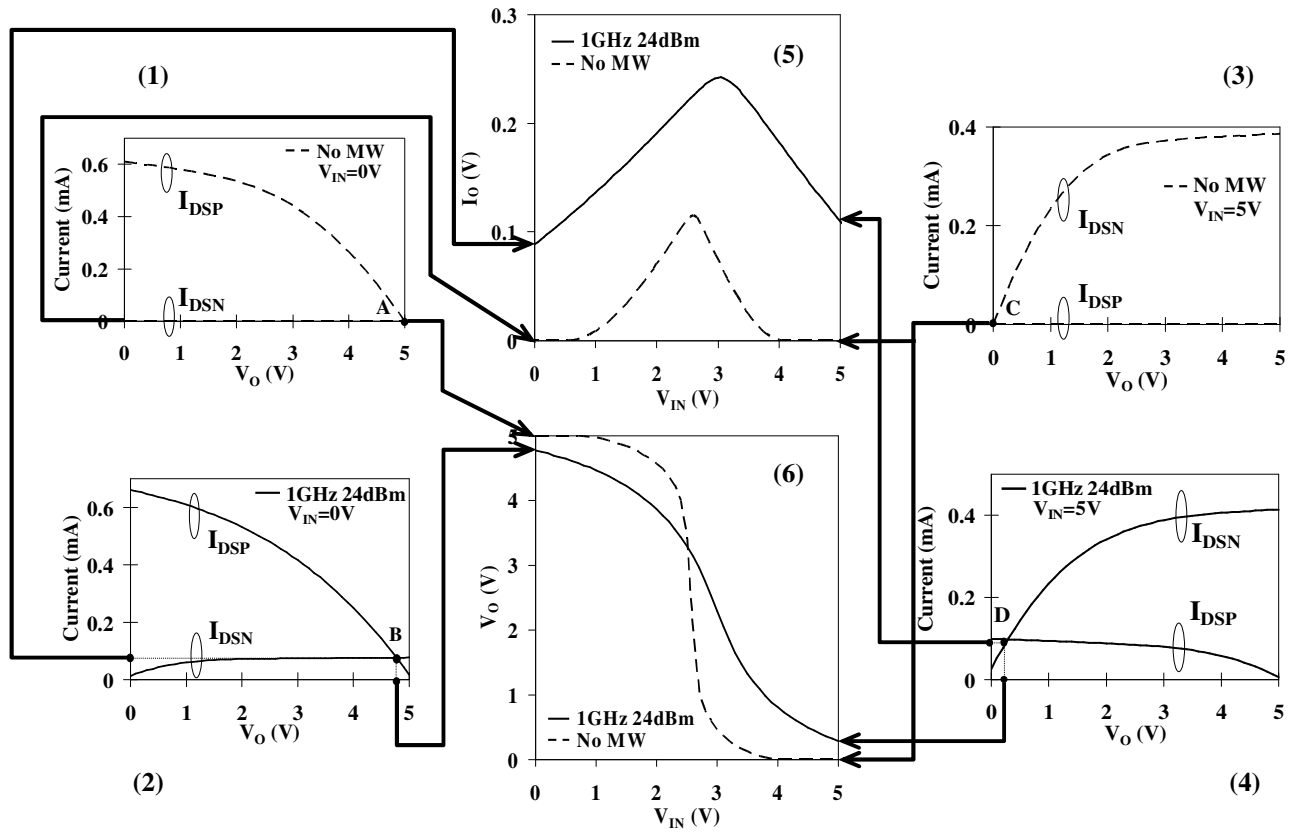 (1)
0.6
0.4
0.2
0
Current (mA)
No MW
V_IN=0V
I_DSP
I_DSN
A
0 1 2 3 4 5
V_O (V)
0.3
0.2
0.1
0
I_O (V)
1GHz 24dBm
No MW
(5)
0 1 2 3 4 5
V_IN (V)
(3)
0.4
0.2
0
Current (mA)
No MW
V_IN=5V
I_DSN
I_DSP
C
0 1 2 3 4 5
V_O (V)
0.6
0.4
0.2
0
Current (mA)
1GHz 24dBm
V_IN=0V
I_DSP
I_DSN
B
0 1 2 3 4 5
V_O (V)
(2)
5
4
3
2
1
0
V_O (V)
(6)
1GHz 24dBm
No MW
0 1 2 3 4 5
V_IN (V)
0.4
0.2
0
Current (mA)
1GHz 24dBm
V_IN=5V
I_DSN
I_DSP
D
0 1 2 3 4 5
V_O (V)
(4)